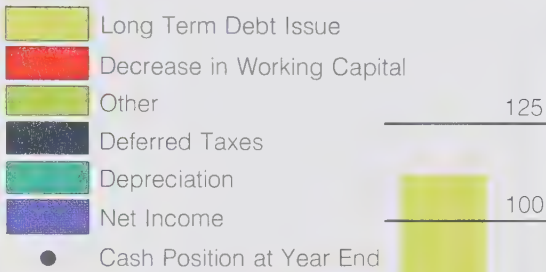 Long Term Debt Issue
Decrease in Working Capital
Other
125
Deferred Taxes
Depreciation
100
Net Income
Cash Position at Year End